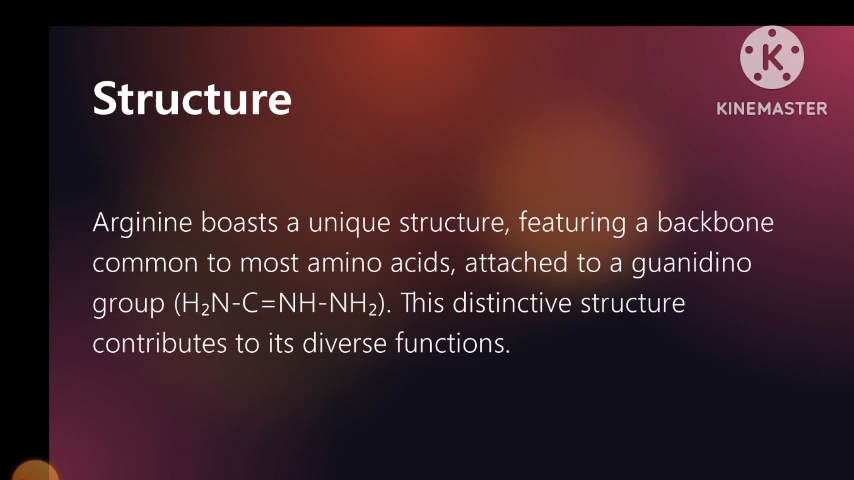 KINEMASTER
Structure
Arginine boasts a unique structure, featuring a backbone
common to most amino acids, attached to a guanidino
group (H₂N-C=NH-NH₂). This distinctive structure
contributes to its diverse functions.